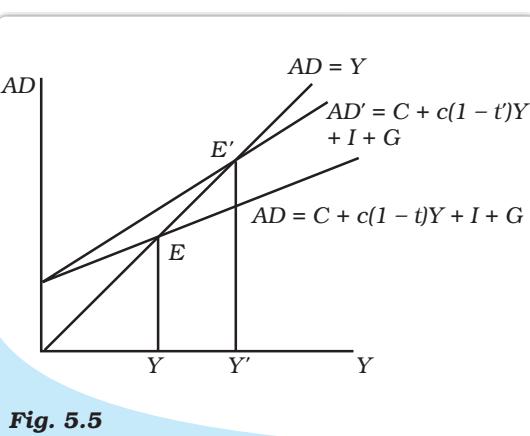 AD = Y
AD
AD′ = C + c(1 – t′)Y
+ I + G
E′
AD = C + c(1 – t)Y + I + G
E
Y
Y′
Y
Fig. 5.5